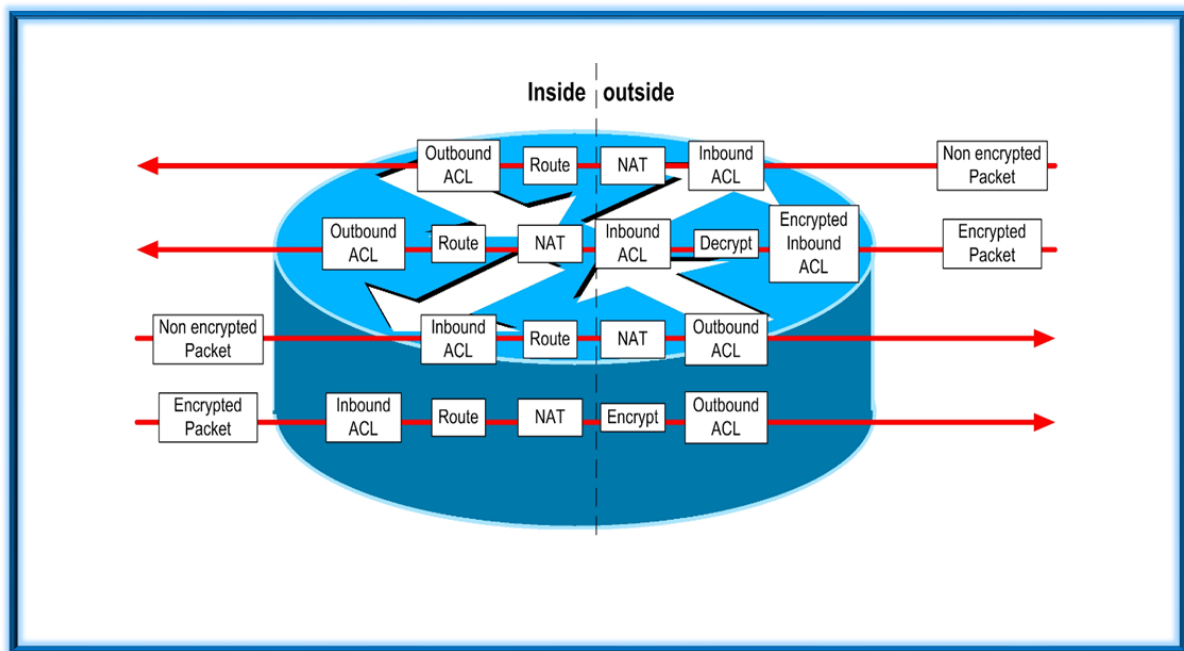 Inside outside
Outbound
ACL
Route
NAT
Inbound
ACL
Non encrypted
Packet
Outbound
ACL
Route
NAT
Inbound
ACL
Decrypt
Encrypted
Inbound
ACL
Encrypted
Packet
Non encrypted
Packet
Inbound
ACL
Route
NAT
Outbound
ACL
Encrypted
Packet
Inbound
ACL
Route
NAT
Encrypt
Outbound
ACL